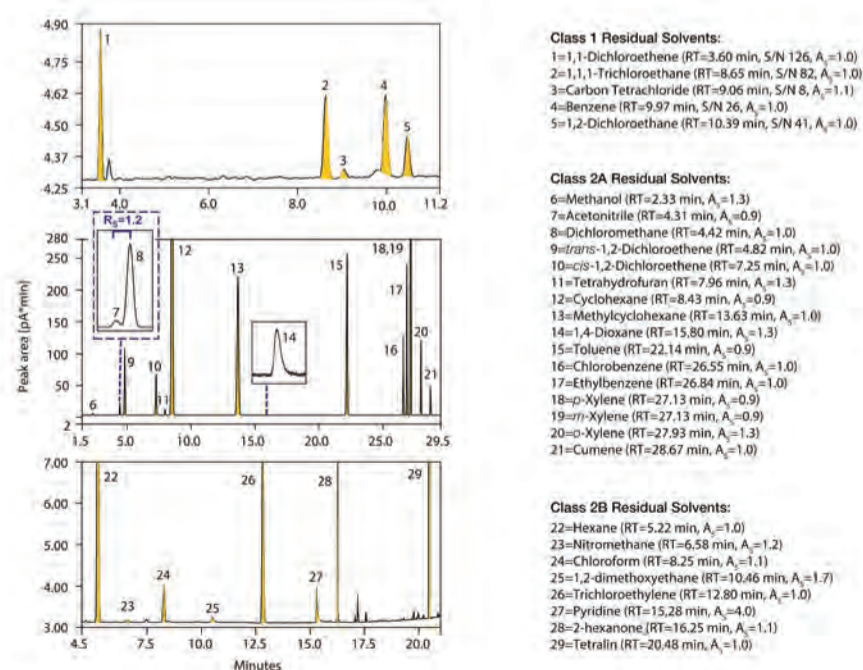 4.90
4.75
4.62
4.50
4.37
4.25
1
2
3
4
5
3.1 4.0 6.0 8.0 10.0 11.2
Rs=1.2
8
7
280
250
200
150
100
50
2
Peak area [pA*min]
6
9
10
11
12
13
14
15
18,19
17
16
20
21
1.5 5.0 10.0 15.0 20.0 25.0 29.5
7.00
6.00
5.00
4.00
3.00
22
23
24
25
26
27
28
29
4.5 7.5 10.0 12.5 15.0 17.5 20.0
Minutes
Class 1 Residual Solvents:
1=1,1-Dichloroethene (RT=3.60 min, S/N 126, As=1.0)
2=1,1,1-Trichloroethane (RT=8.65 min, S/N 82, As=1.0)
3=Carbon Tetrachloride (RT=9.06 min, S/N 8, As=1.1)
4=Benzene (RT=9.97 min, S/N 26, As=1.0)
5=1,2-Dichloroethane (RT=10.39 min, S/N 41, As=1.0)
Class 2A Residual Solvents:
6=Methanol (RT=2.33 min, As=1.3)
7=Acetonitrile (RT=4.31 min, As=0.9)
8=Dichloromethane (RT=4.42 min, As=1.0)
9=trans-1,2-Dichloroethene (RT=4.82 min, As=1.0)
10=cis-1,2-Dichloroethene (RT=7.25 min, As=1.0)
11=Tetrahydrofuran (RT=7.96 min, As=1.3)
12=Cyclohexane (RT=8.43 min, As=0.9)
13=Methylcyclohexane (RT=13.63 min, As=1.0)
14=1,4-Dioxane (RT=15.80 min, As=1.3)
15=Toluene (RT=22.14 min, As=0.9)
16=Chlorobenzene (RT=26.55 min, As=1.0)
17=Ethylbenzene (RT=26.84 min, As=1.0)
18=p-Xylene (RT=27.13 min, As=0.9)
19=m-Xylene (RT=27.13 min, As=0.9)
20=o-Xylene (RT=27.93 min, As=1.3)
21=Cumene (RT=28.67 min, As=1.0)
Class 2B Residual Solvents:
22=Hexane (RT=5.22 min, As=1.0)
23=Nitromethane (RT=6.58 min, As=1.2)
24=Chloroform (RT=8.25 min, As=1.1)
25=1,2-dimethoxyethane (RT=10.46 min, As=1.7)
26=Trichloroethylene (RT=12.80 min, As=1.0)
27=Pyridine (RT=15,28 min, As=4.0)
28=2-hexanone (RT=16.25 min, As=1.1)
29=Tetralin (RT=20.48 min, As=1.0)